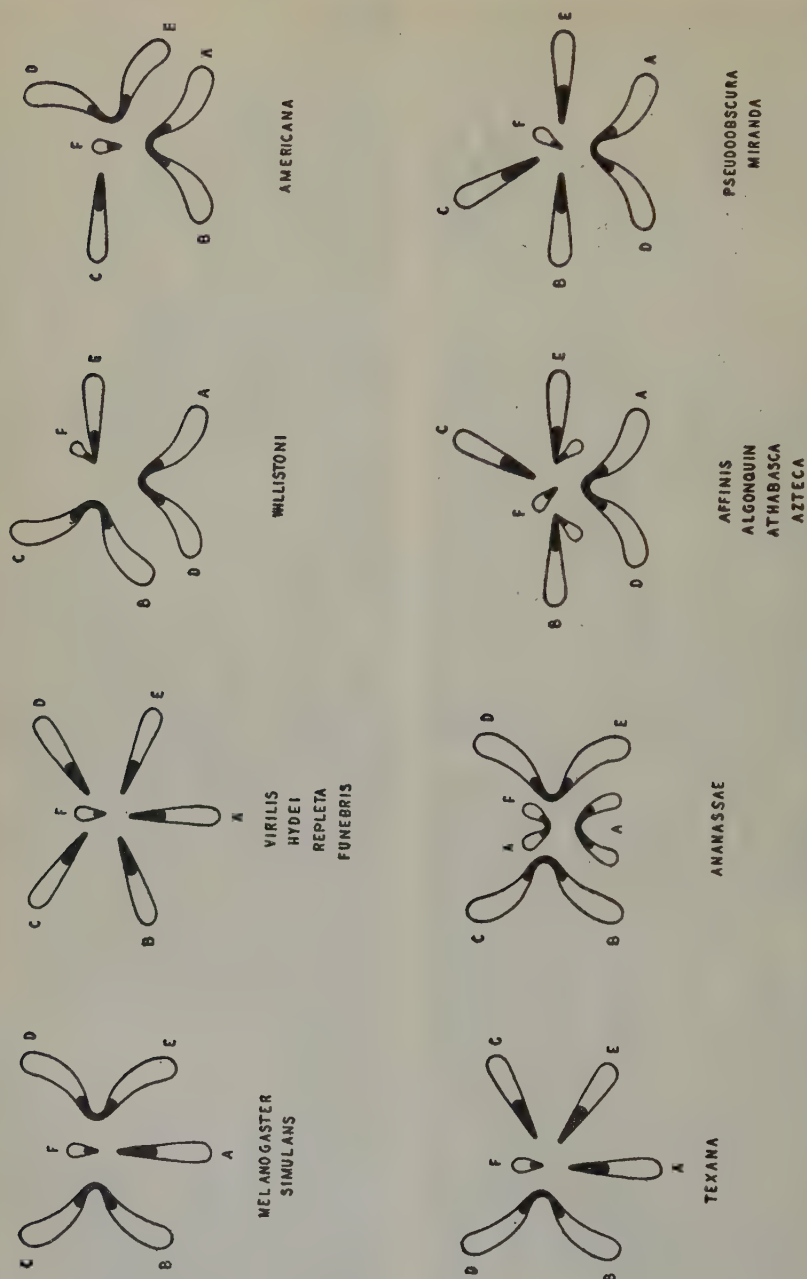 C
F
D
B
E
A
MELANOGASTER
SIMULANS
C
F
D
B
E
A
VIRILIS
HYDEI
REPLETA
FUNEBRIS
C
F
E
B
D
A
WILLISTONI
D
E
F
C
B
A
AMERICANA
D
F
C
B
E
A
TEXANA
C
A
F
D
B
A
E
ANANASSAE
C
F
B
E
D
A
AFFINIS
ALGONQUIN
ATHABASCA
AZTECA
C
F
E
B
D
A
PSEUDOOBSCURA
MIRANDA